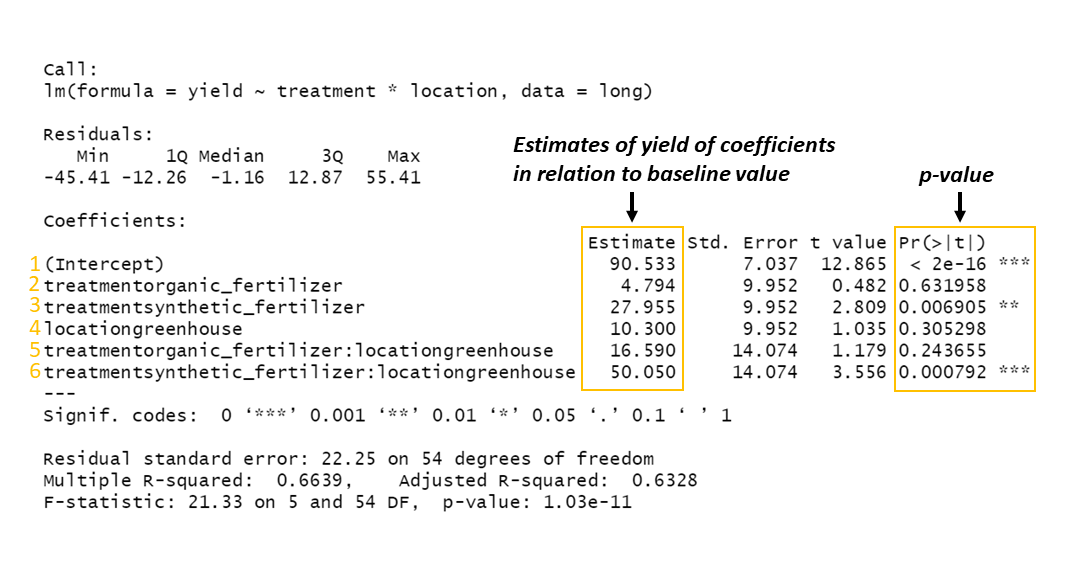 Call:
lm(formula = yield ~ treatment * location, data = long)
Residuals:
Min 1Q Median 3Q Max
-45.41 -12.26 -1.16 12.87 55.41
Estimates of yield of coefficients
in relation to baseline value
p-value
Coefficients:
Estimate Std. Error t value Pr(>|t|)
1 (Intercept) 90.533 7.037 12.865 < 2e-16 ***
2 treatmentorganic_fertilizer 4.794 9.952 0.482 0.631958
3 treatmentsynthetic_fertilizer 27.955 9.952 2.809 0.006905 **
4 locationgreenhouse 10.300 9.952 1.035 0.305298
5 treatmentorganic_fertilizer:locationgreenhouse 16.590 14.074 1.179 0.243655
6 treatmentsynthetic_fertilizer:locationgreenhouse 50.050 14.074 3.556 0.000792 ***
---
Signif. codes: 0 ‘***’ 0.001 ‘**’ 0.01 ‘*’ 0.05 ‘.’ 0.1 ‘ ’ 1
Residual standard error: 22.25 on 54 degrees of freedom
Multiple R-squared: 0.6639, Adjusted R-squared: 0.6328
F-statistic: 21.33 on 5 and 54 DF, p-value: 1.03e-11